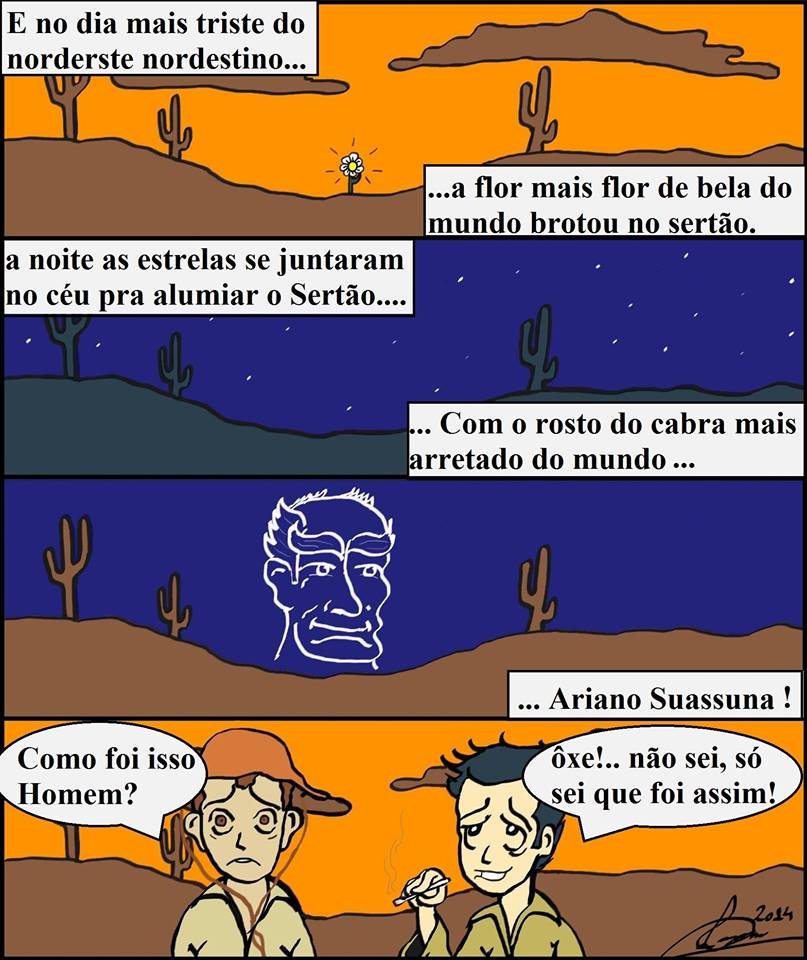 E no dia mais triste do
norderste nordestino...
...a flor mais flor de bela do
mundo brotou no sertão.
a noite as estrelas se juntaram
no céu pra alumiar o Sertão....
... Com o rosto do cabra mais
arretado do mundo ...
... Ariano Suassuna !
Como foi isso
Homem?
ôxe!.. não sei, só
sei que foi assim!
2014